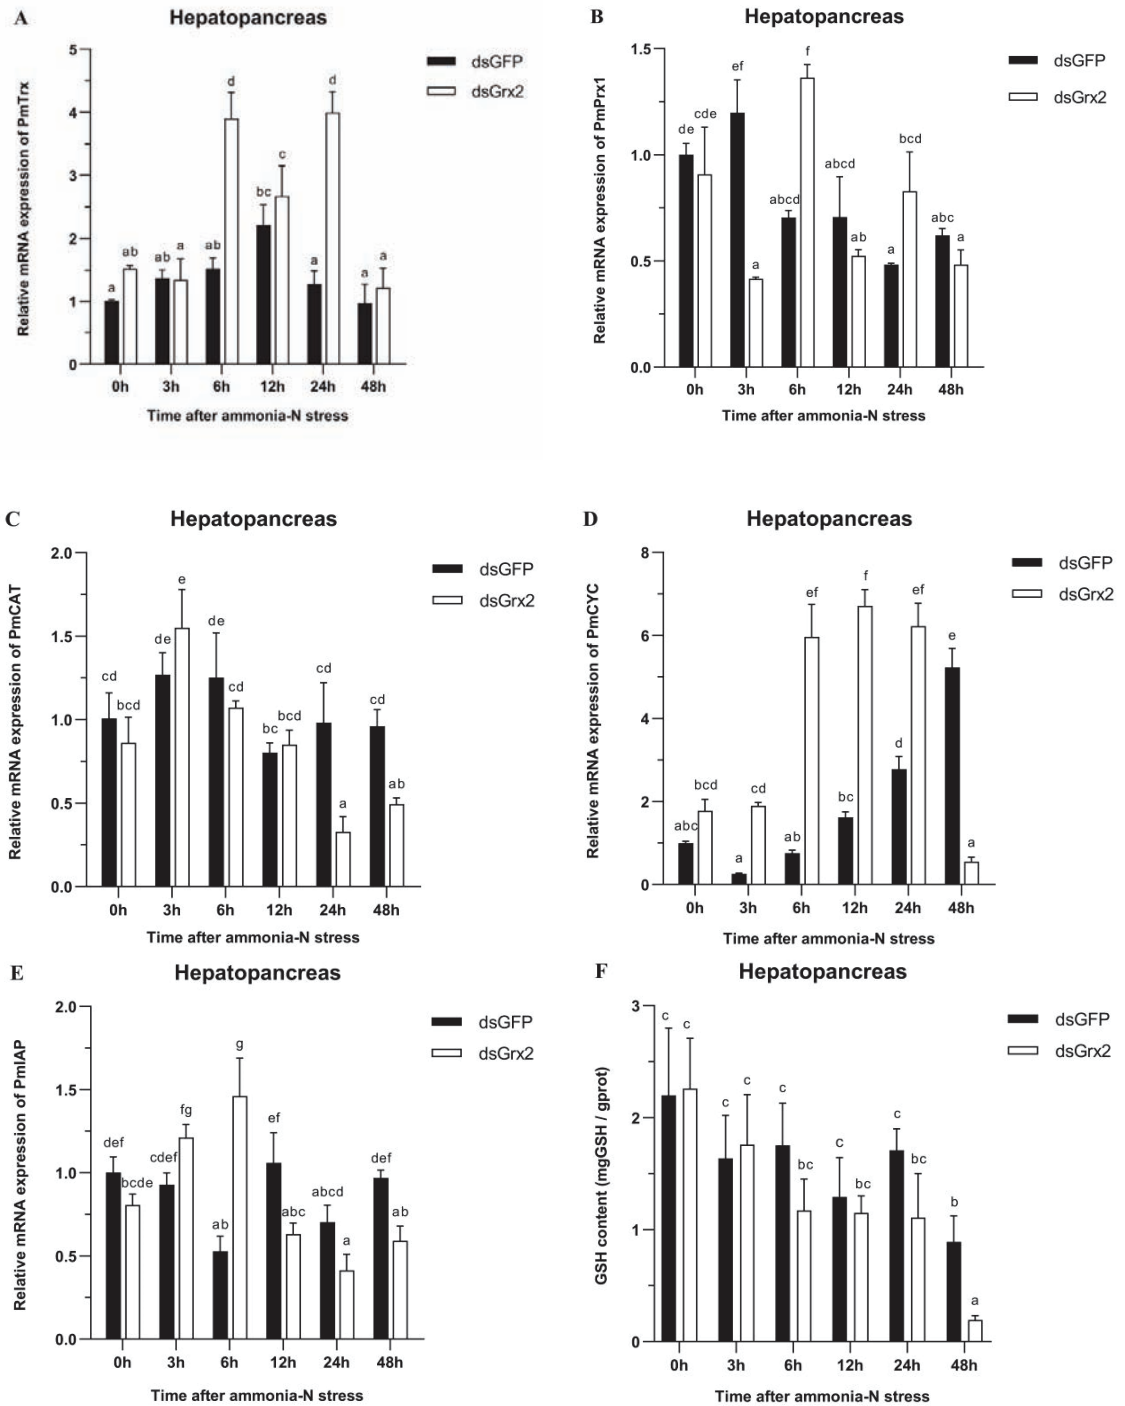 A
Hepatopancreas
dsGFP
dsGrx2
Relative mRNA expression of PmTrx
5
4
3
2
1
0
a
ab
ab
a
ab
d
bc
c
a
d
a
a
0h 3h 6h 12h 24h 48h
Time after ammonia-N stress
B
Hepatopancreas
dsGFP
dsGrx2
Relative mRNA expression of PmPrx1
1.5
1.0
0.5
0.0
de
cde
ef
a
abcd
f
abcd
ab
a
bcd
abc
a
0h 3h 6h 12h 24h 48h
Time after ammonia-N stress
C
Hepatopancreas
dsGFP
dsGrx2
Relative mRNA expression of PmCAT
2.0
1.5
1.0
0.5
0.0
cd
bcd
de
e
de
cd
bc
bcd
cd
a
cd
ab
0h 3h 6h 12h 24h 48h
Time after ammonia-N stress
D
Hepatopancreas
dsGFP
dsGrx2
Relative mRNA expression of PmCYC
8
6
4
2
0
abc
bcd
a
cd
ab
ef
bc
f
d
ef
e
a
0h 3h 6h 12h 24h 48h
Time after ammonia-N stress
E
Hepatopancreas
dsGFP
dsGrx2
Relative mRNA expression of PmIAP
2.0
1.5
1.0
0.5
0.0
def
bcde
cdef
fg
ab
g
ef
abc
abcd
a
def
ab
0h 3h 6h 12h 24h 48h
Time after ammonia-N stress
F
Hepatopancreas
dsGFP
dsGrx2
GSH content (mgGSH / gprot)
3
2
1
0
c
c
c
c
c
bc
c
bc
c
bc
b
a
0h 3h 6h 12h 24h 48h
Time after ammonia-N stress